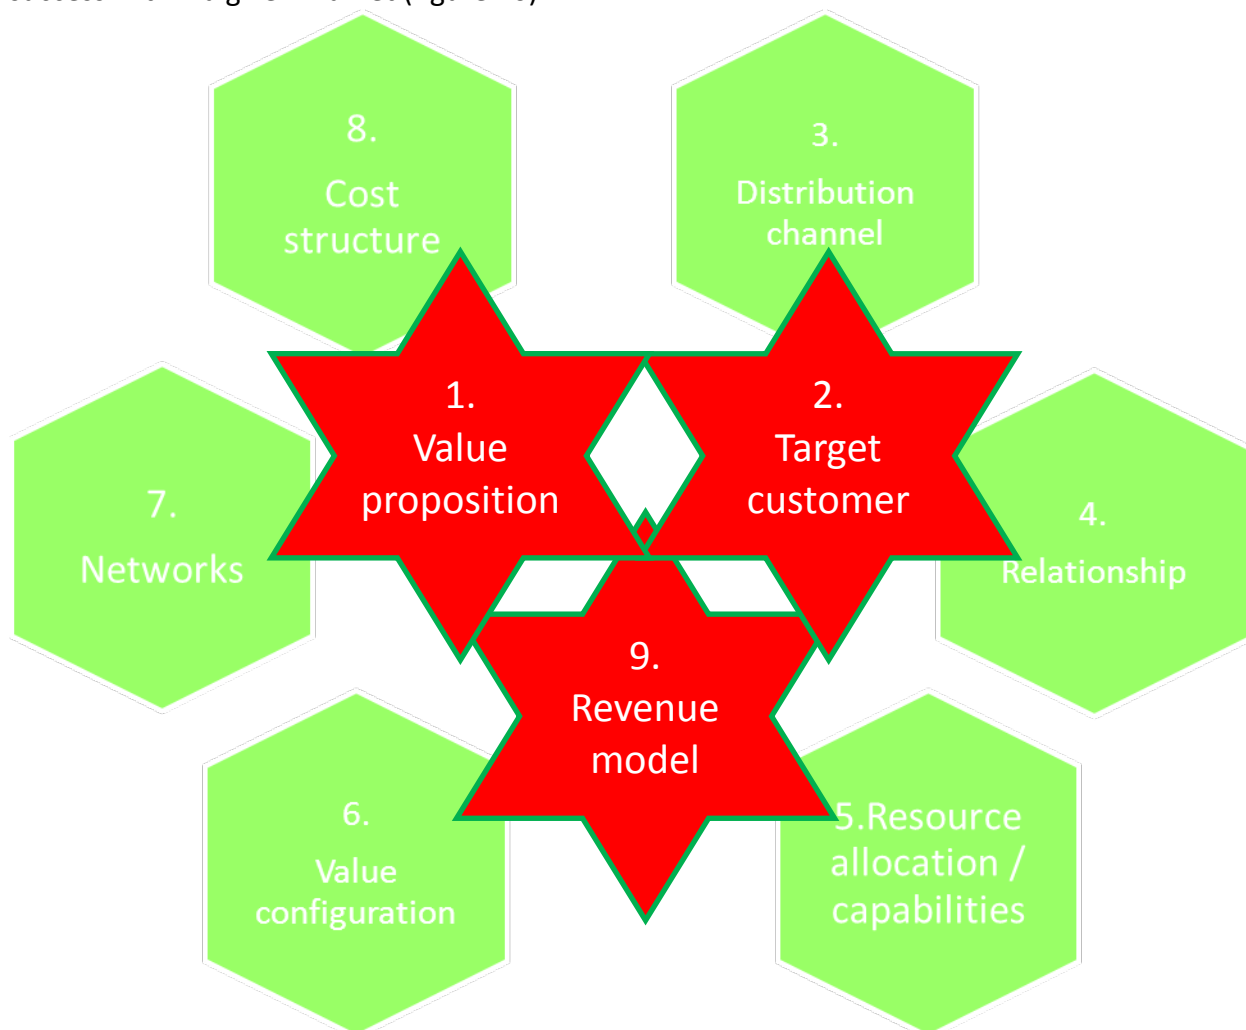 8.
Cost
structure
3.
Distribution
channel
1.
Value
proposition
2.
Target
customer
7.
Networks
4.
Relationship
9.
Revenue
model
6.
Value
configuration
5.Resource
allocation /
capabilities